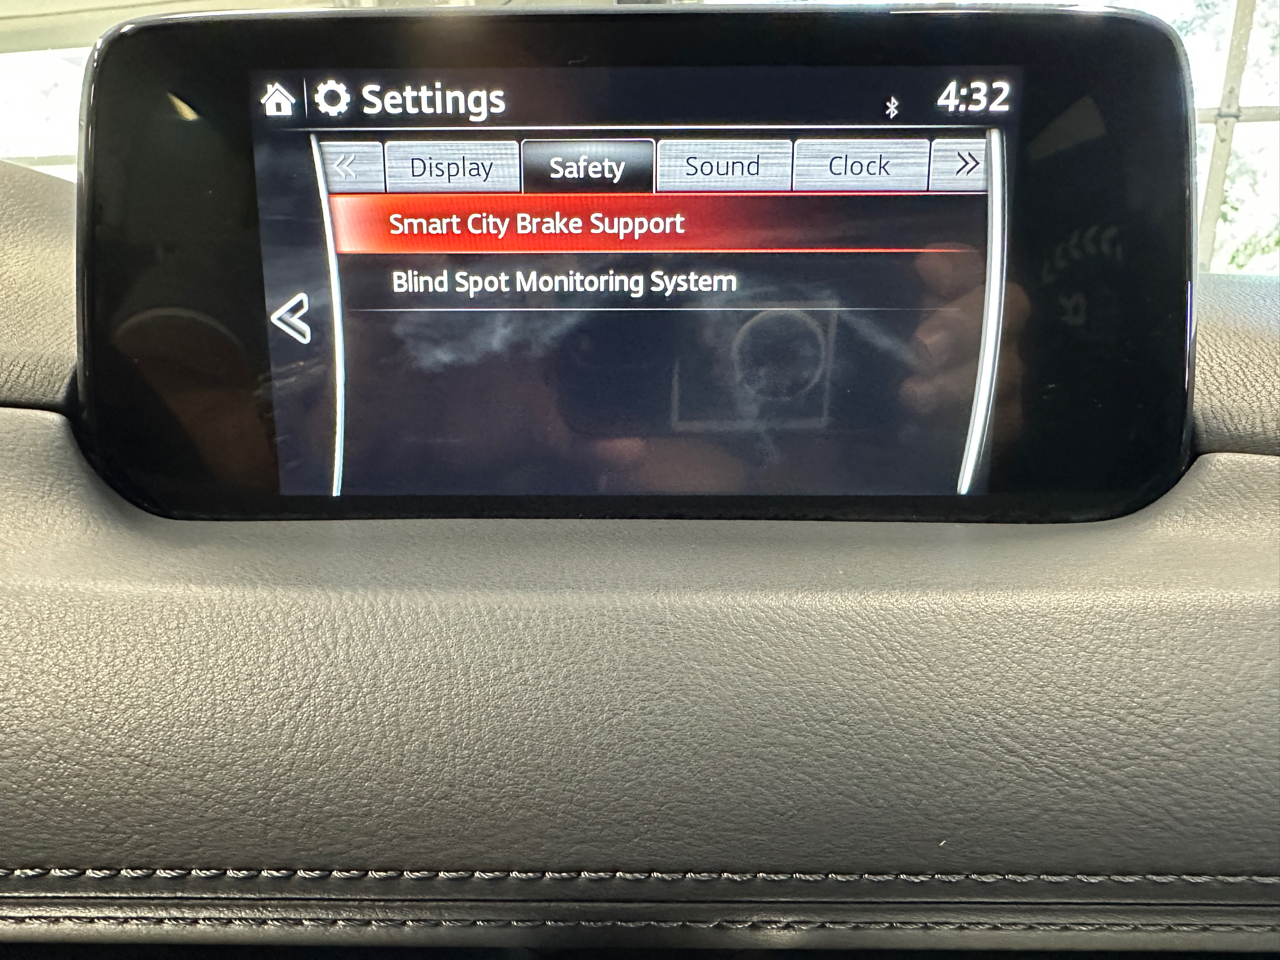 Settings
4:32
Display
Safety
Sound
Clock
Smart City Brake Support
Blind Spot Monitoring System